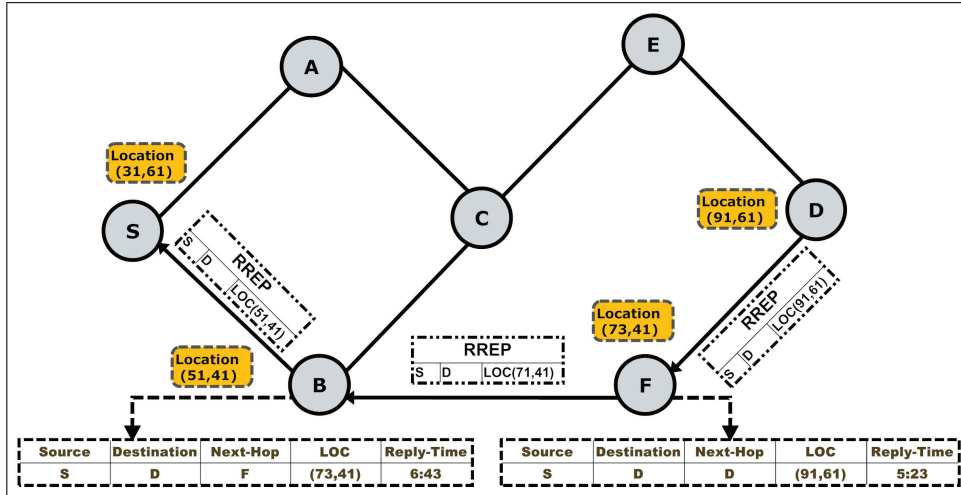 E
A
Location
(31,61)
Location
(91,61)
D
C
S
RREP
S D LOC(51,41)
RREP
S D LOC(91,61)
Location
(73,41)
RREP
S D LOC(71,41)
Location
(51,41)
B
F
Source Destination Next-Hop LOC Reply-Time
S D F (73,41) 6:43
Source Destination Next-Hop LOC Reply-Time
S D D (91,61) 5:23